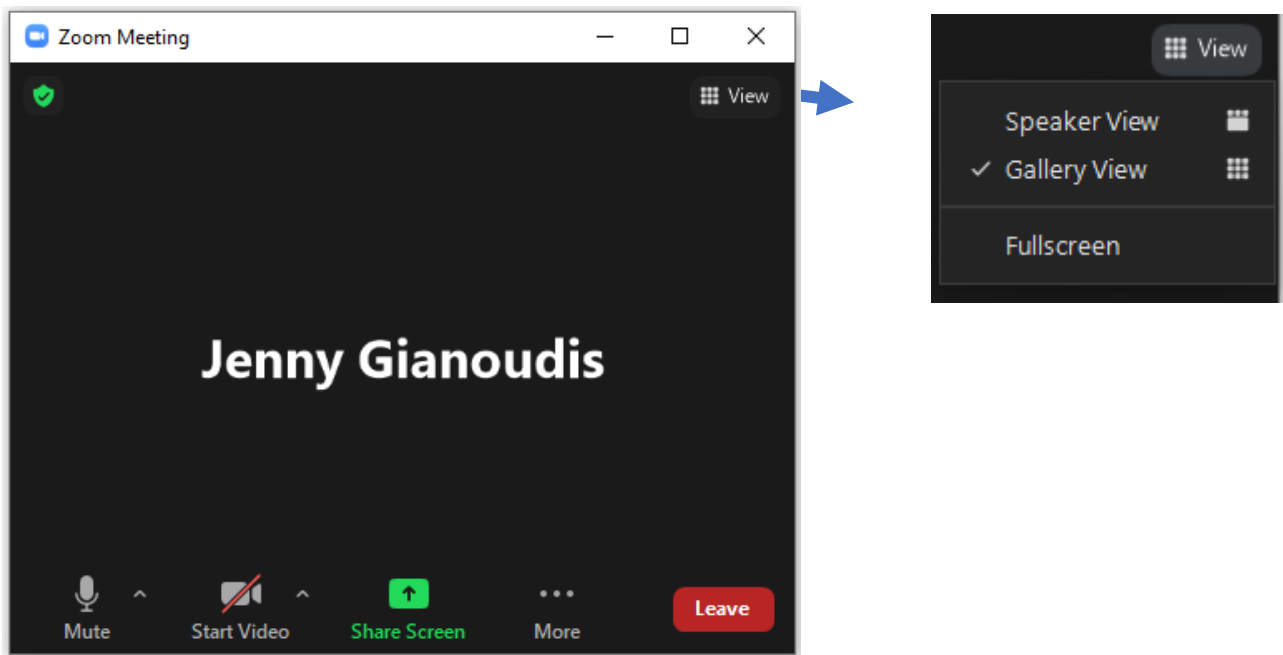 Zoom Meeting
View
Jenny Gianoudis
Mute
Start Video
Share Screen
More
Leave
View
Speaker View
Gallery View
Fullscreen